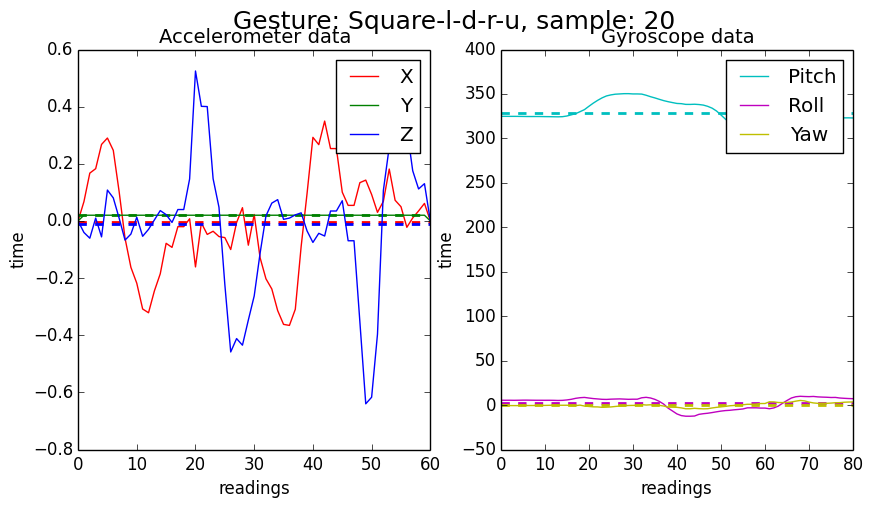 Gesture: Square-l-d-r-u, sample: 20
Accelerometer data
0.6
0.4
0.2
0.0
−0.2
−0.4
−0.6
−0.8
time
0 10 20 30 40 50 60
readings
X
Y
Z
Gyroscope data
400
350
300
250
200
150
100
50
0
−50
time
0 10 20 30 40 50 60 70 80
readings
Pitch
Roll
Yaw